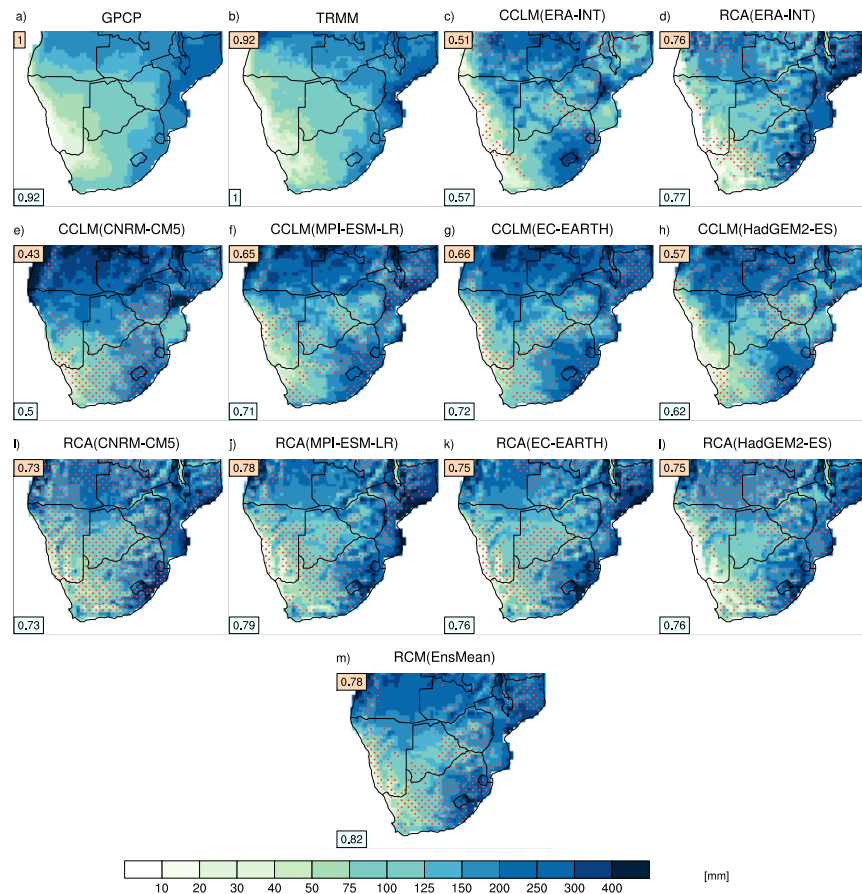 a) GPCP
1
0.92
b) TRMM
0.92
1
c) CCLM(ERA-INT)
0.51
0.57
d) RCA(ERA-INT)
0.76
0.77
e) CCLM(CNRM-CM5)
0.43
0.5
f) CCLM(MPI-ESM-LR)
0.65
0.71
g) CCLM(EC-EARTH)
0.66
0.72
h) CCLM(HadGEM2-ES)
0.57
0.62
I) RCA(CNRM-CM5)
0.73
0.73
j) RCA(MPI-ESM-LR)
0.78
0.79
k) RCA(EC-EARTH)
0.75
0.76
l) RCA(HadGEM2-ES)
0.75
0.76
m) RCM(EnsMean)
0.78
0.82
10 20 30 40 50 75 100 125 150 200 250 300 400 [mm]